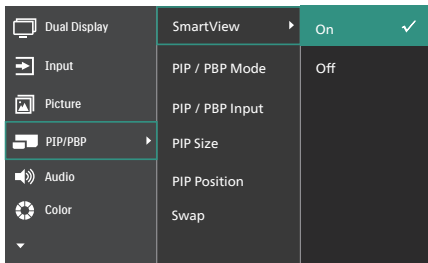 Dual Display
Input
Picture
PIP/PBP
Audio
Color
SmartView
PIP / PBP Mode
PIP / PBP Input
PIP Size
PIP Position
Swap
On
Off